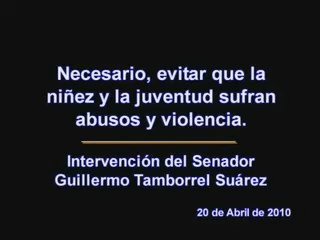 Necesario, evitar que la
niñez y la juventud sufran
abusos y violencia.
Intervención del Senador
Guillermo Tamborrel Suárez
20 de Abril de 2010